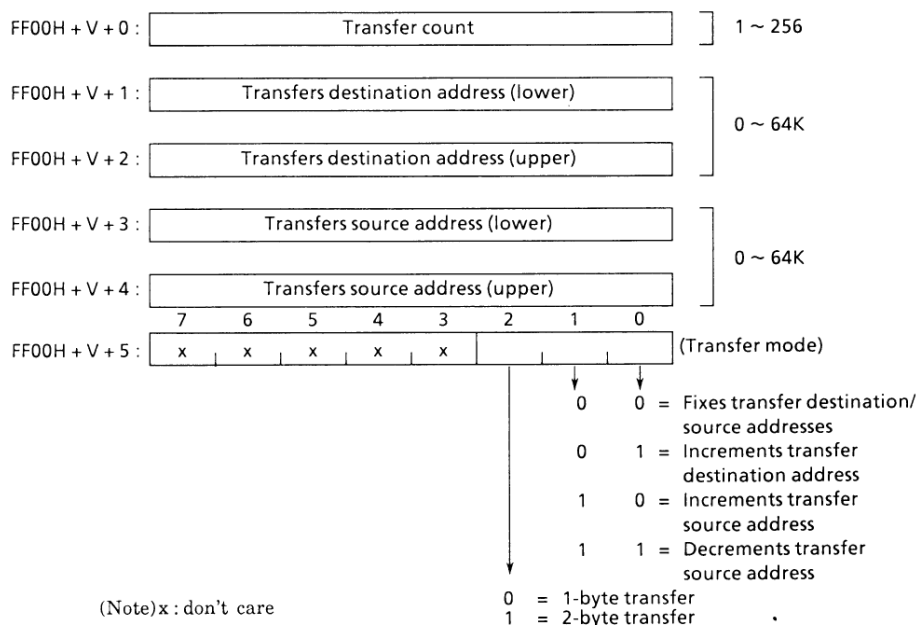 FF00H + V + 0 : Transfer count 1 ~ 256
FF00H + V + 1 : Transfers destination address (lower)
0 ~ 64K
FF00H + V + 2 : Transfers destination address (upper)
FF00H + V + 3 : Transfers source address (lower)
0 ~ 64K
FF00H + V + 4 : Transfers source address (upper)
7 6 5 4 3 2 1 0
FF00H + V + 5 : x x x x x (Transfer mode)
0 0 = Fixes transfer destination/
source addresses
0 1 = Increments transfer
destination address
1 0 = Increments transfer
source address
1 1 = Decrements transfer
source address
(Note) x : don't care
0 = 1-byte transfer
1 = 2-byte transfer